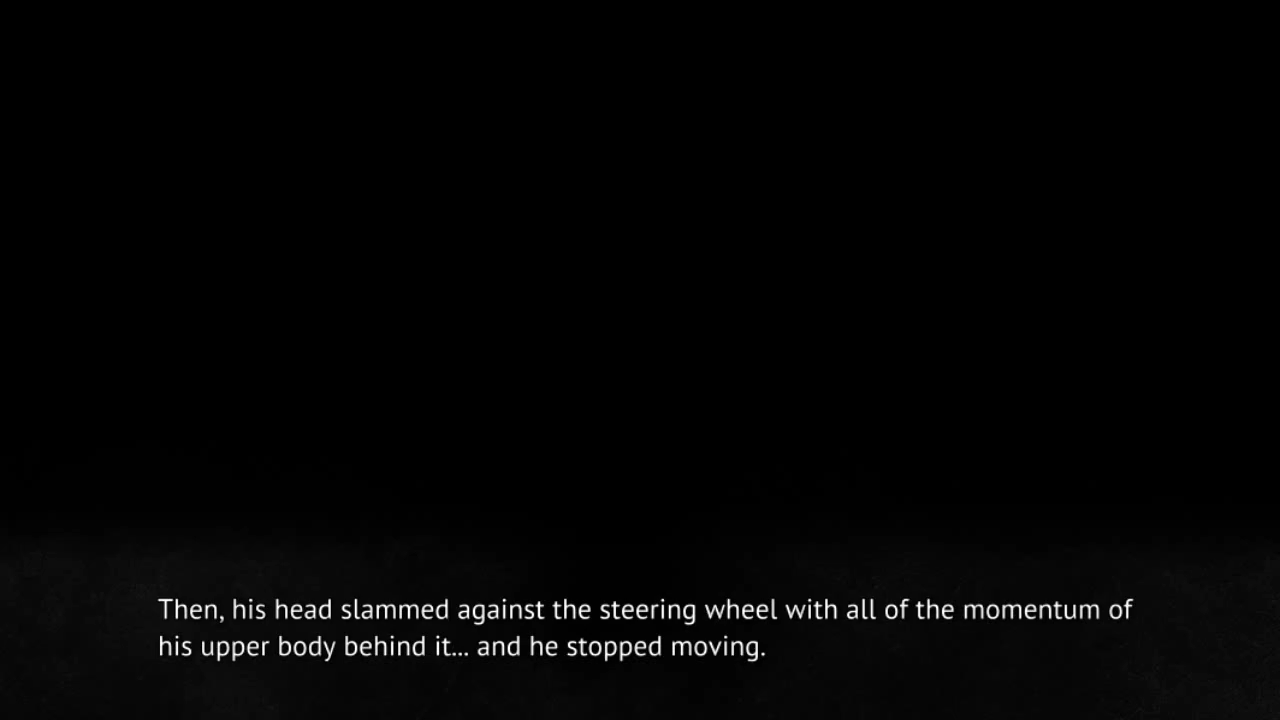 Then, his head slammed against the steering wheel with all of the momentum of
his upper body behind it... and he stopped moving.